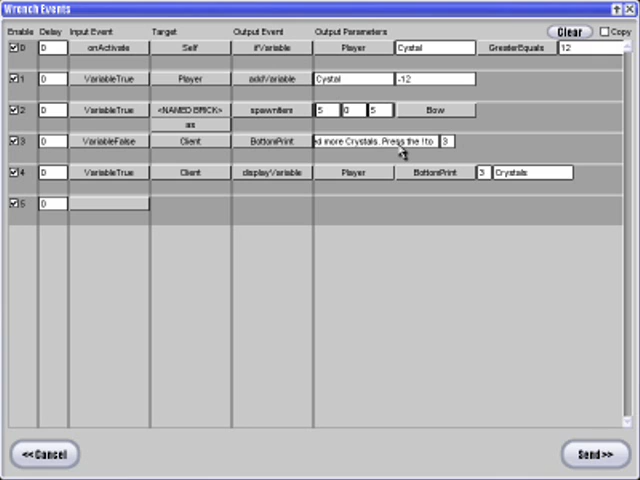 Wrench Events
Enable Delay Input Event Target Output Event Output Parameters Clear Copy
0 0 onActivate Self ifVariable Player Cystal GreaterEquals 12
1 0 VariableTrue Player addVariable Cystal -12
2 0 VariableTrue <NAMED BRICK> spawnItem 5 0 5 Bow
as
3 0 VariableFalse Client BottomPrint d more Crystals. Press the ! to 3
4 0 VariableTrue Client displayVariable Player BottomPrint 3 Crystals
5 0
<<Cancel Send>>